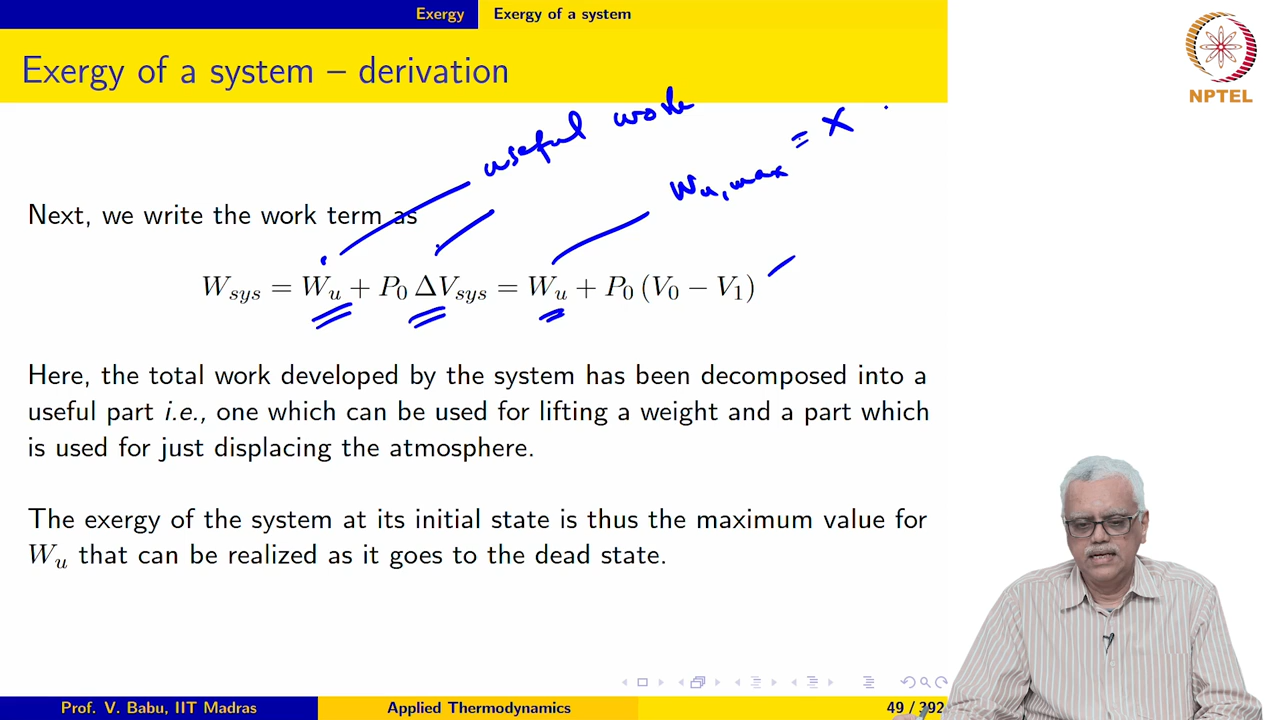 Exergy Exergy of a system
Exergy of a system – derivation
NPTEL
useful work
W_{u,max} = X
Next, we write the work term as
W_{sys} = W_u + P_0 ΔV_{sys} = W_u + P_0 (V_0 − V_1)
Here, the total work developed by the system has been decomposed into a
useful part i.e., one which can be used for lifting a weight and a part which
is used for just displacing the atmosphere.
The exergy of the system at its initial state is thus the maximum value for
W_u that can be realized as it goes to the dead state.
Prof. V. Babu, IIT Madras Applied Thermodynamics 49 / 392